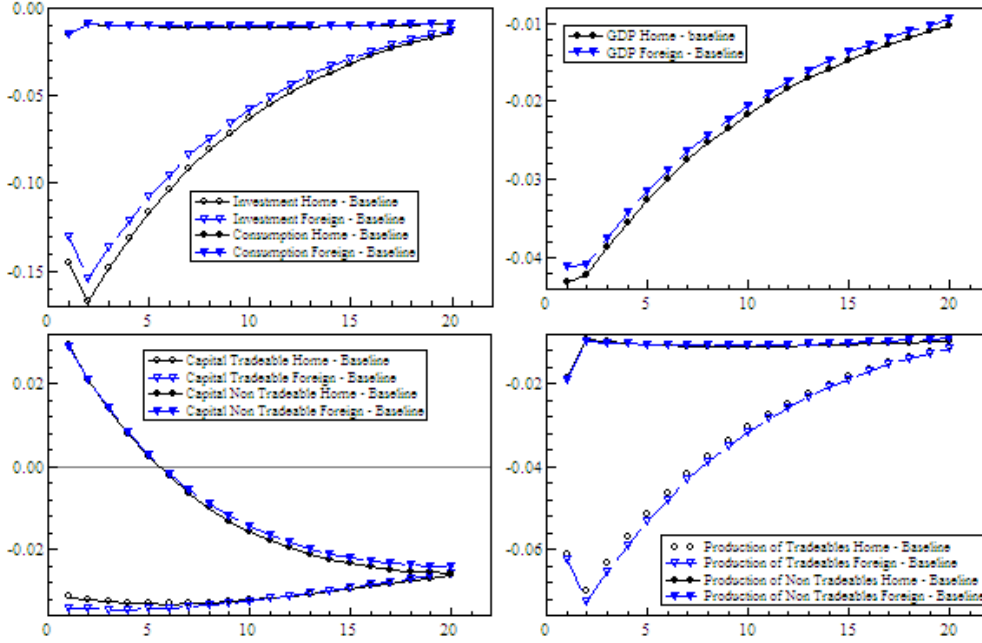 0.00
-0.05
-0.10
-0.15
Investment Home - Baseline
Investment Foreign - Baseline
Consumption Home - Baseline
Consumption Foreign - Baseline
0 5 10 15 20
-0.01
-0.02
-0.03
-0.04
GDP Home - baseline
GDP Foreign - Baseline
0 5 10 15 20
0.02
0.00
-0.02
Capital Tradeable Home - Baseline
Capital Tradeable Foreign - Baseline
Capital Non Tradeable Home - Baseline
Capital Non Tradeable Foreign - Baseline
0 5 10 15 20
-0.02
-0.04
-0.06
Production of Tradeables Home - Baseline
Production of Tradeables Foreign - Baseline
Production of Non Tradeables Home - Baseline
Production of Non Tradeables Foreign - Baseline
0 5 10 15 20